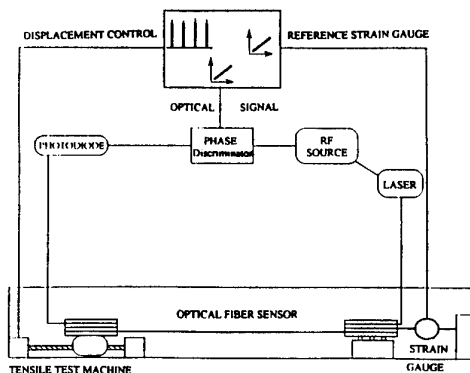 DISPLACEMENT CONTROL
REFERENCE STRAIN GAUGE
OPTICAL SIGNAL
PHOTODIODE
PHASE
Discriminator
RF
SOURCE
LASER
OPTICAL FIBER SENSOR
STRAIN
GAUGE
TENSILE TEST MACHINE